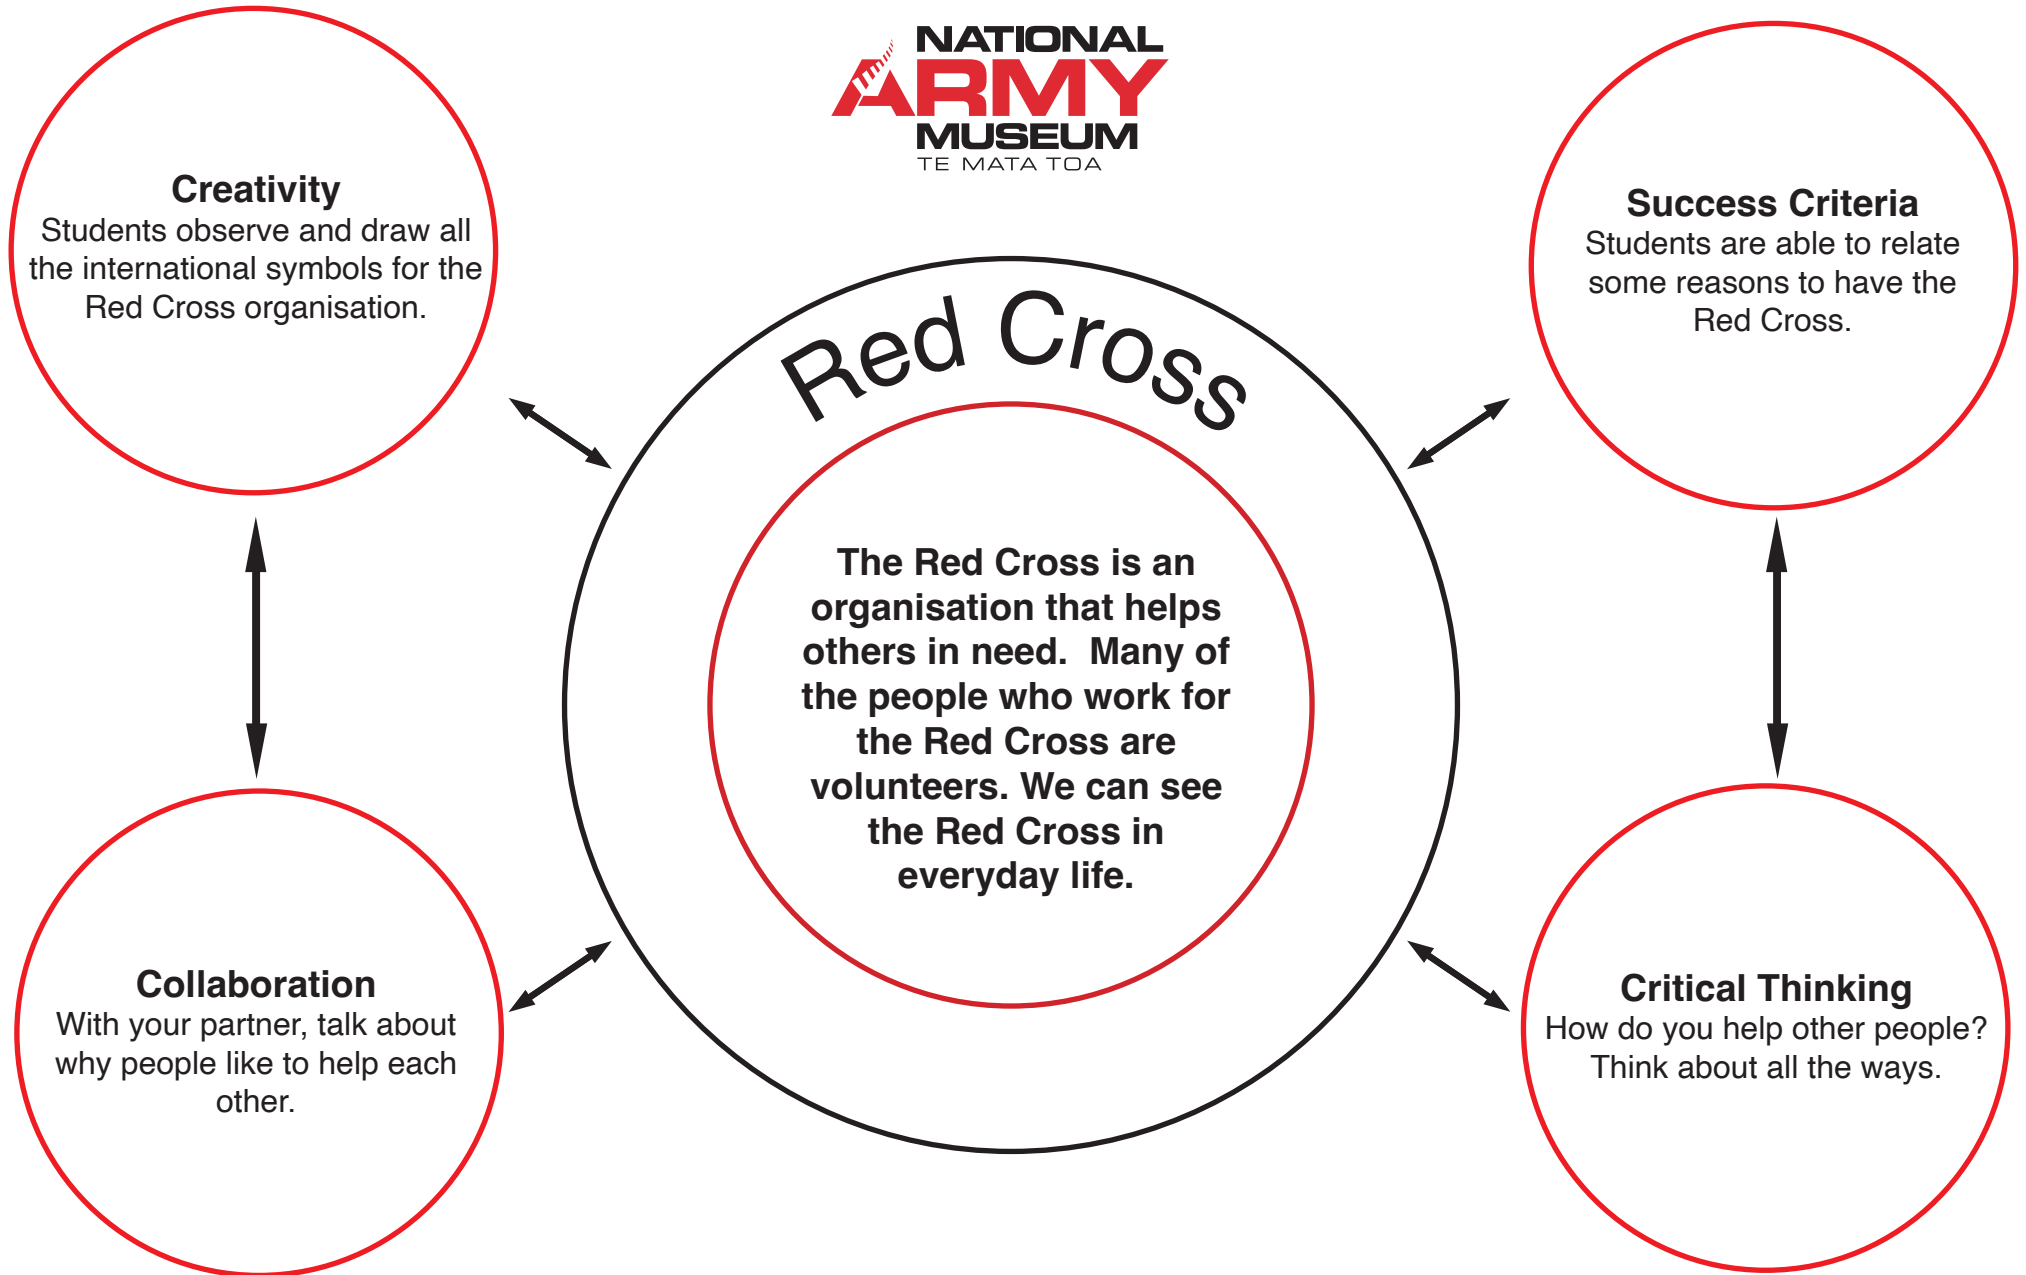 NATIONAL
ARMY
MUSEUM
TE MATA TOA
Creativity
Students observe and draw all
the international symbols for the
Red Cross organisation.
Success Criteria
Students are able to relate
some reasons to have the
Red Cross.
Red Cross
The Red Cross is an
organisation that helps
others in need.  Many of
the people who work for
the Red Cross are
volunteers. We can see
the Red Cross in
everyday life.
Collaboration
With your partner, talk about
why people like to help each
other.
Critical Thinking
How do you help other people?
Think about all the ways.